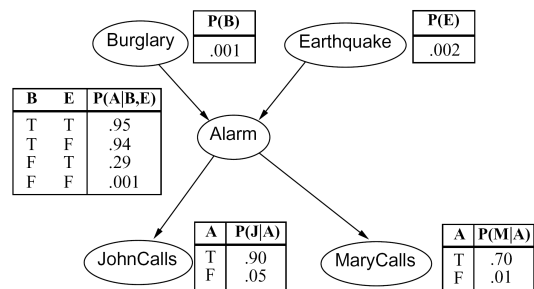 Burglary
P(B)
.001
Earthquake
P(E)
.002
B E P(A|B,E)
T T .95
T F .94
F T .29
F F .001
Alarm
JohnCalls
A P(J|A)
T .90
F .05
MaryCalls
A P(M|A)
T .70
F .01